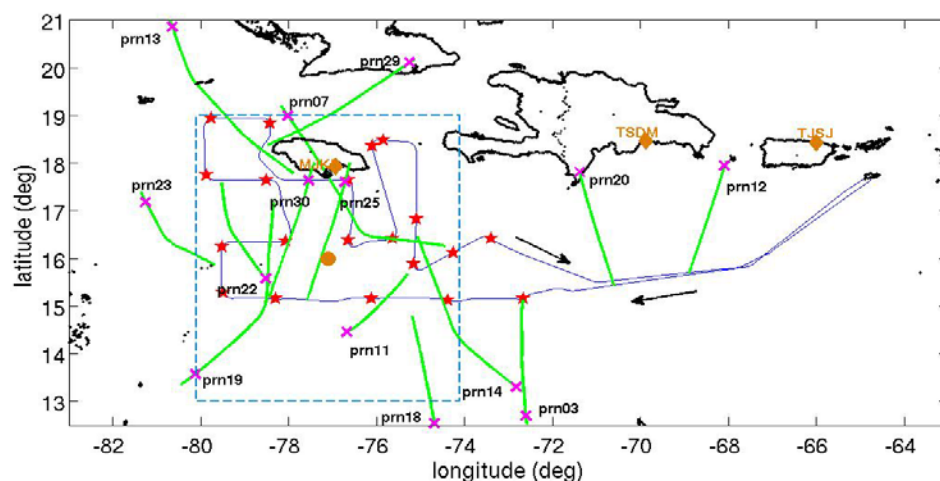 21
20
19
18
17
16
15
14
13
latitude (deg)
prn13
prn29
prn07
TSDM
TJSJ
prn20
prn12
prn23
prn30
prn25
prn22
prn11
prn19
prn14
prn18
prn03
-82
-80
-78
-76
-74
-72
-70
-68
-66
-64
longitude (deg)